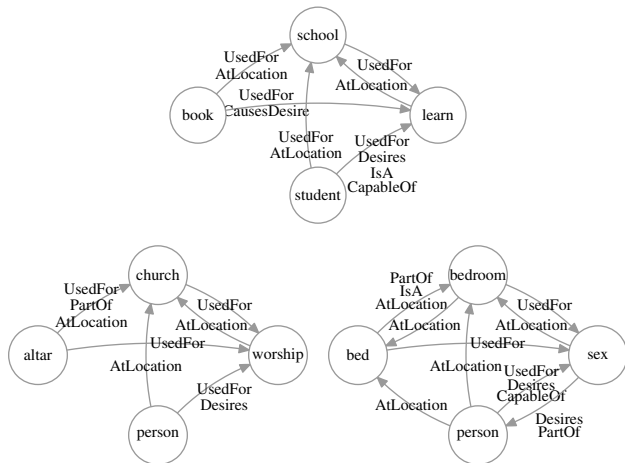 school
UsedFor
AtLocation
UsedFor
AtLocation
book
UsedFor
CausesDesire
learn
UsedFor
AtLocation
UsedFor
Desires
IsA
CapableOf
student
church
UsedFor
PartOf
AtLocation
UsedFor
AtLocation
altar
UsedFor
worship
AtLocation
UsedFor
Desires
person
bedroom
PartOf
IsA
AtLocation
UsedFor
AtLocation
AtLocation
bed
UsedFor
sex
AtLocation
UsedFor
Desires
CapableOf
AtLocation
Desires
PartOf
person